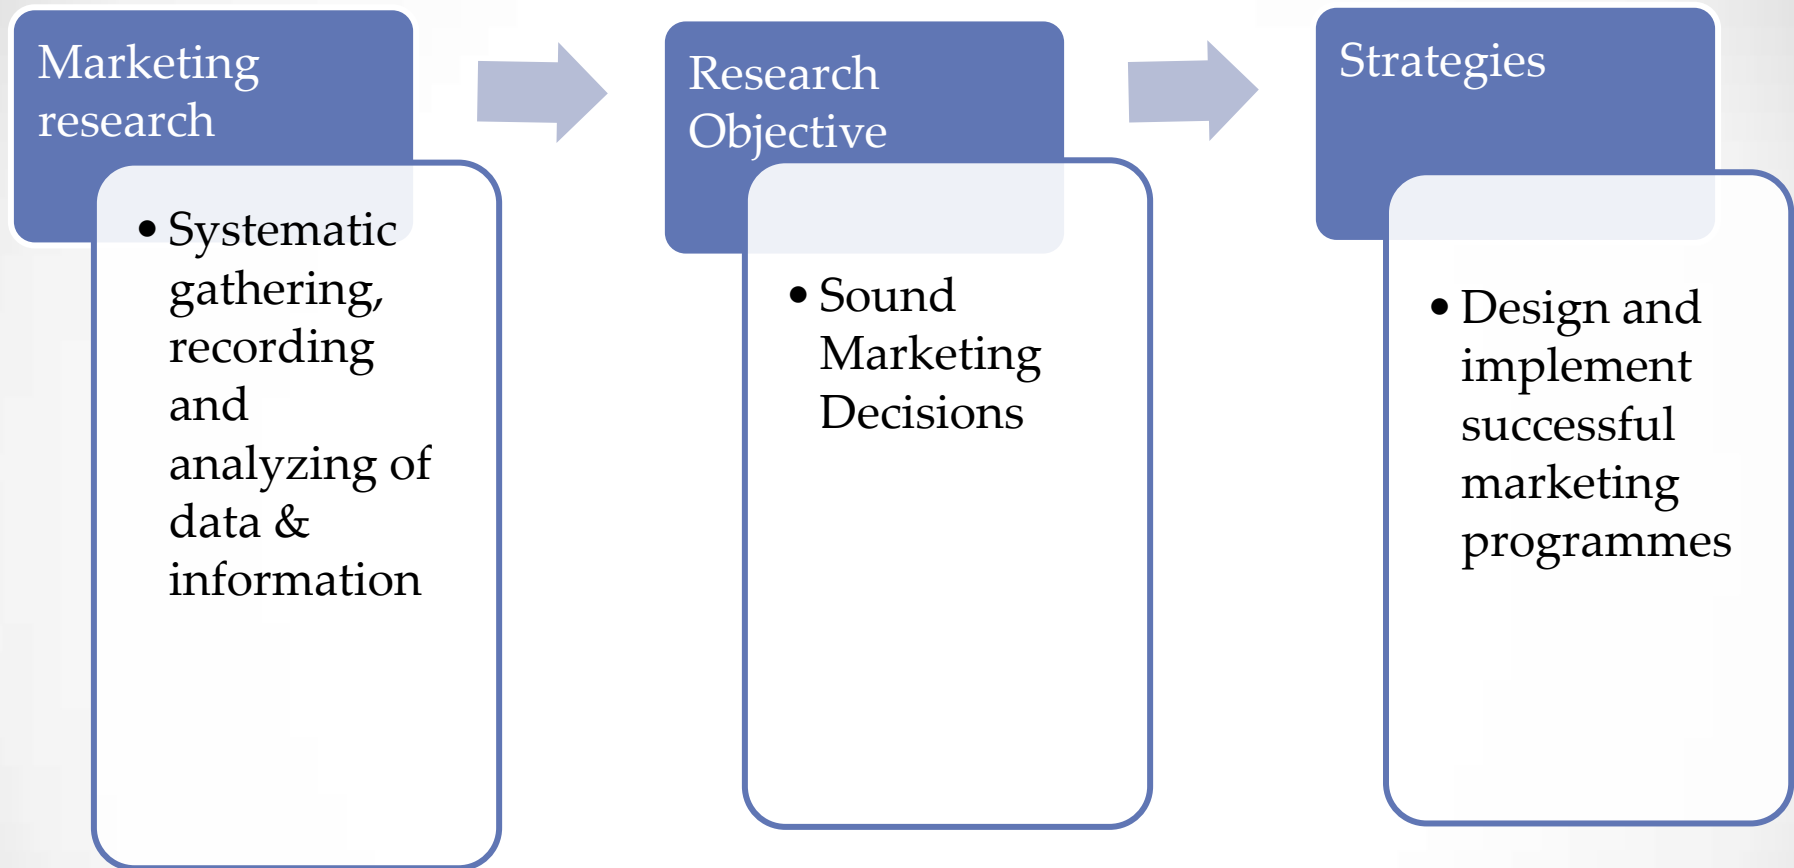 Marketing
research
• Systematic
gathering,
recording
and
analyzing of
data &
information
Research
Objective
• Sound
Marketing
Decisions
Strategies
• Design and
implement
successful
marketing
programmes